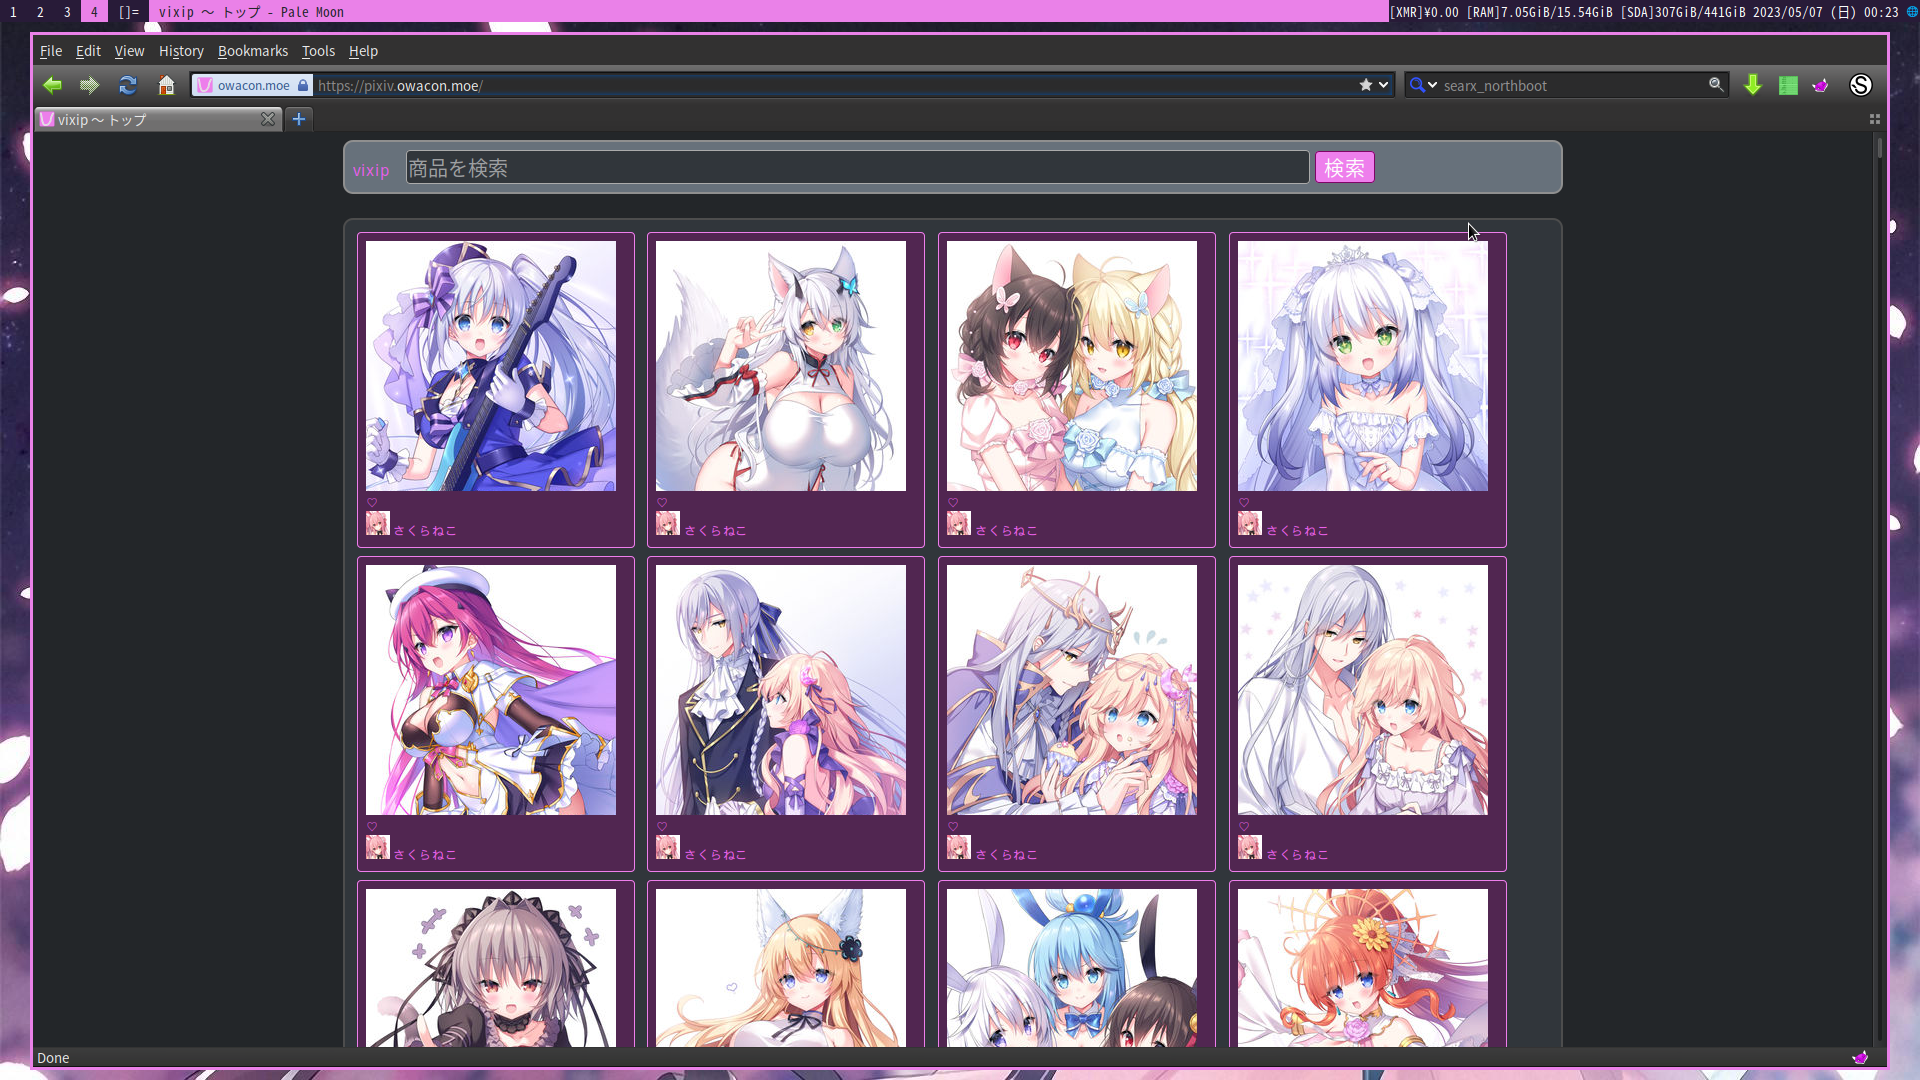 1 2 3 4 []= vixip ～ トップ - Pale Moon [XMR]¥0.00 [RAM]7.05GiB/15.54GiB [SDA]307GiB/441GiB 2023/05/07 (日) 00:23
File Edit View History Bookmarks Tools Help
owacon.moe https://pixiv.owacon.moe/ searx_northboot
vixip ～ トップ
vixip 商品を検索 検索
♡ ♡ ♡ ♡
さくらねこ さくらねこ さくらねこ さくらねこ
♡ ♡ ♡ ♡
さくらねこ さくらねこ さくらねこ さくらねこ
Done